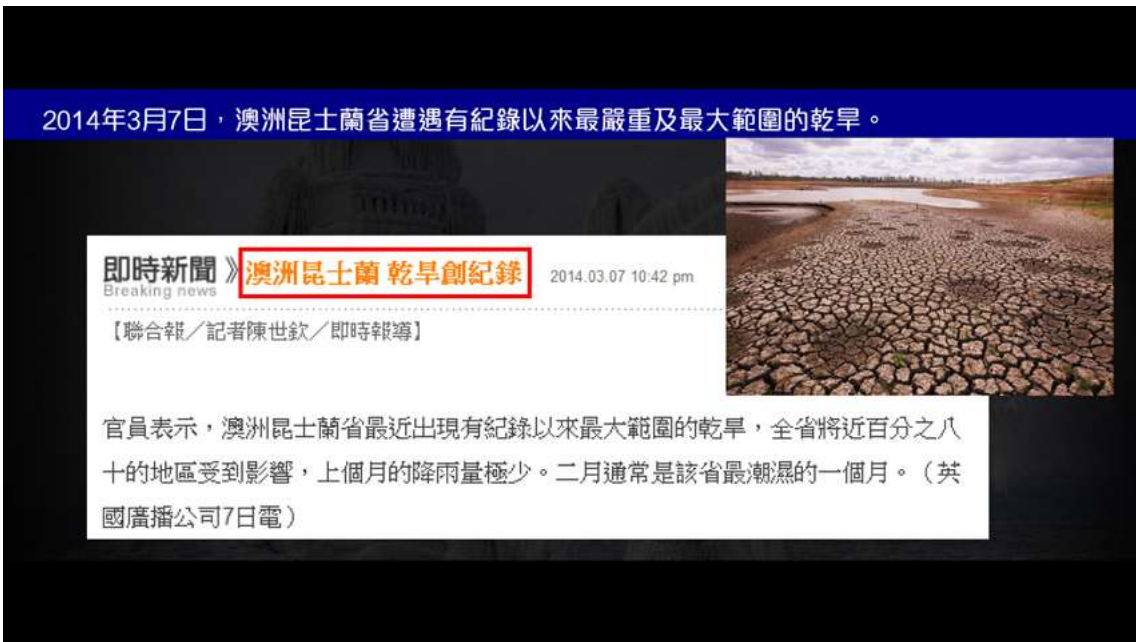 2014年3月7日，澳洲昆士蘭省遭遇有紀錄以來最嚴重及最大範圍的乾旱。
即時新聞 》澳洲昆士蘭 乾旱創紀錄 2014.03.07 10:42 pm
Breaking news
【聯合報／記者陳世欽／即時報導】
官員表示，澳洲昆士蘭省最近出現有紀錄以來最大範圍的乾旱，全省將近百分之八
十的地區受到影響，上個月的降雨量極少。二月通常是該省最潮濕的一個月。（英
國廣播公司7日電）